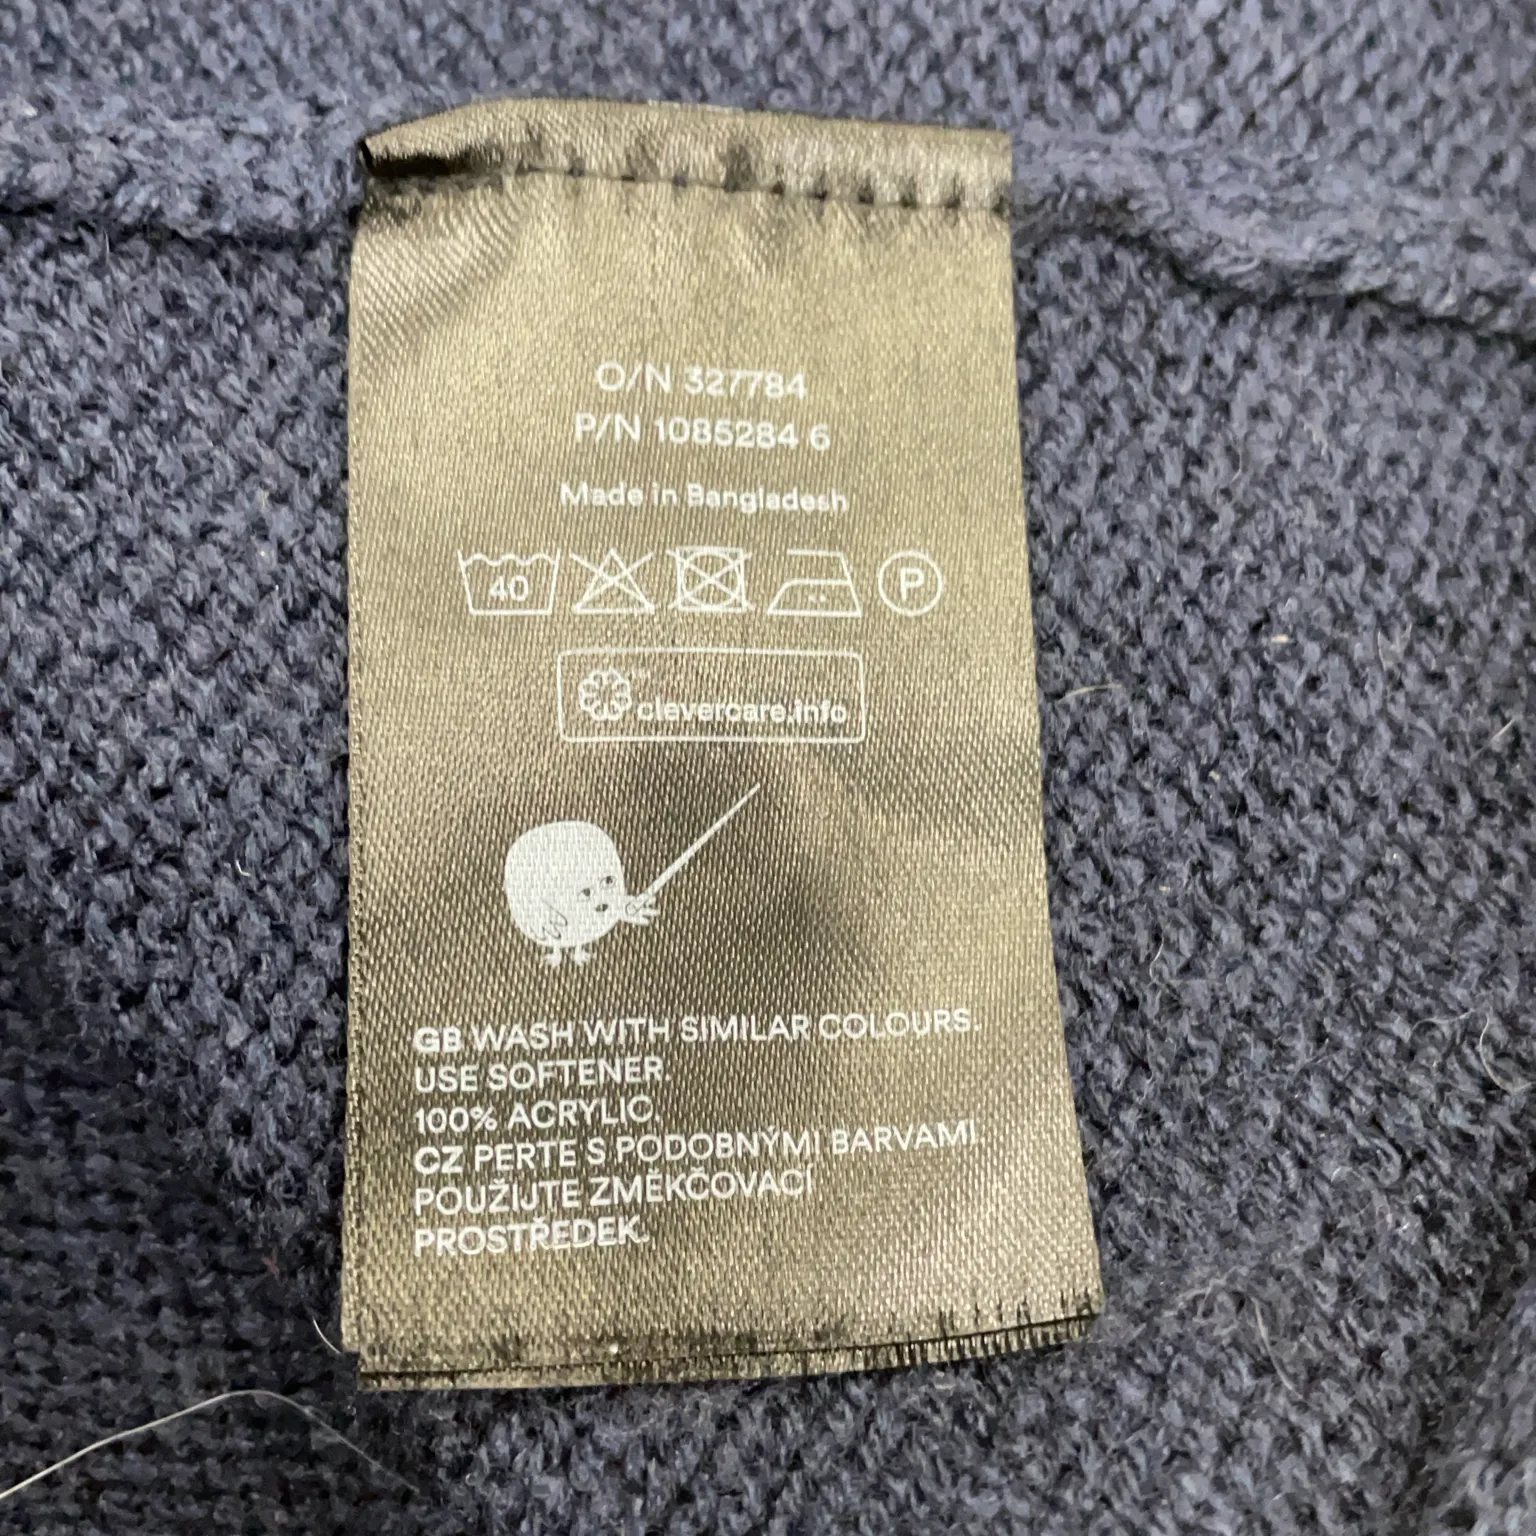 O/N 327784
P/N 1085284 6
Made in Bangladesh
40 P
clevercare.info
GB WASH WITH SIMILAR COLOURS.
USE SOFTENER.
100% ACRYLIC.
CZ PERTE S PODOBNÝMI BARVAMI.
POUŽIJTE ZMĚKČOVACÍ
PROSTŘEDEK.